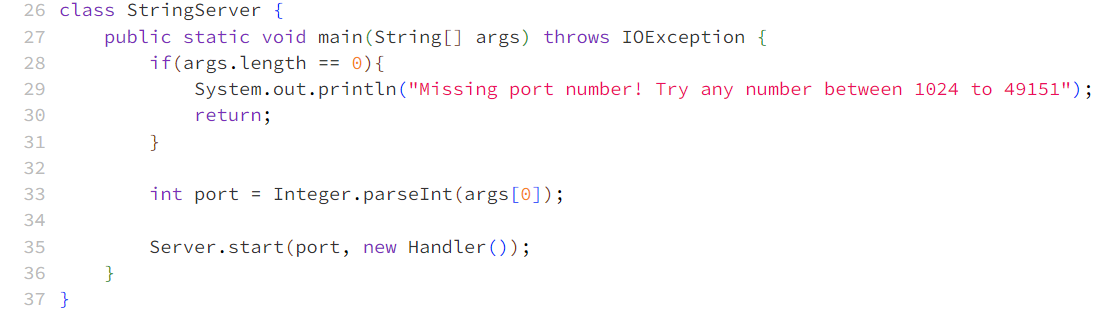 26 class StringServer {
27     public static void main(String[] args) throws IOException {
28         if(args.length == 0){
29             System.out.println("Missing port number! Try any number between 1024 to 49151");
30             return;
31         }
32
33         int port = Integer.parseInt(args[0]);
34
35         Server.start(port, new Handler());
36     }
37 }